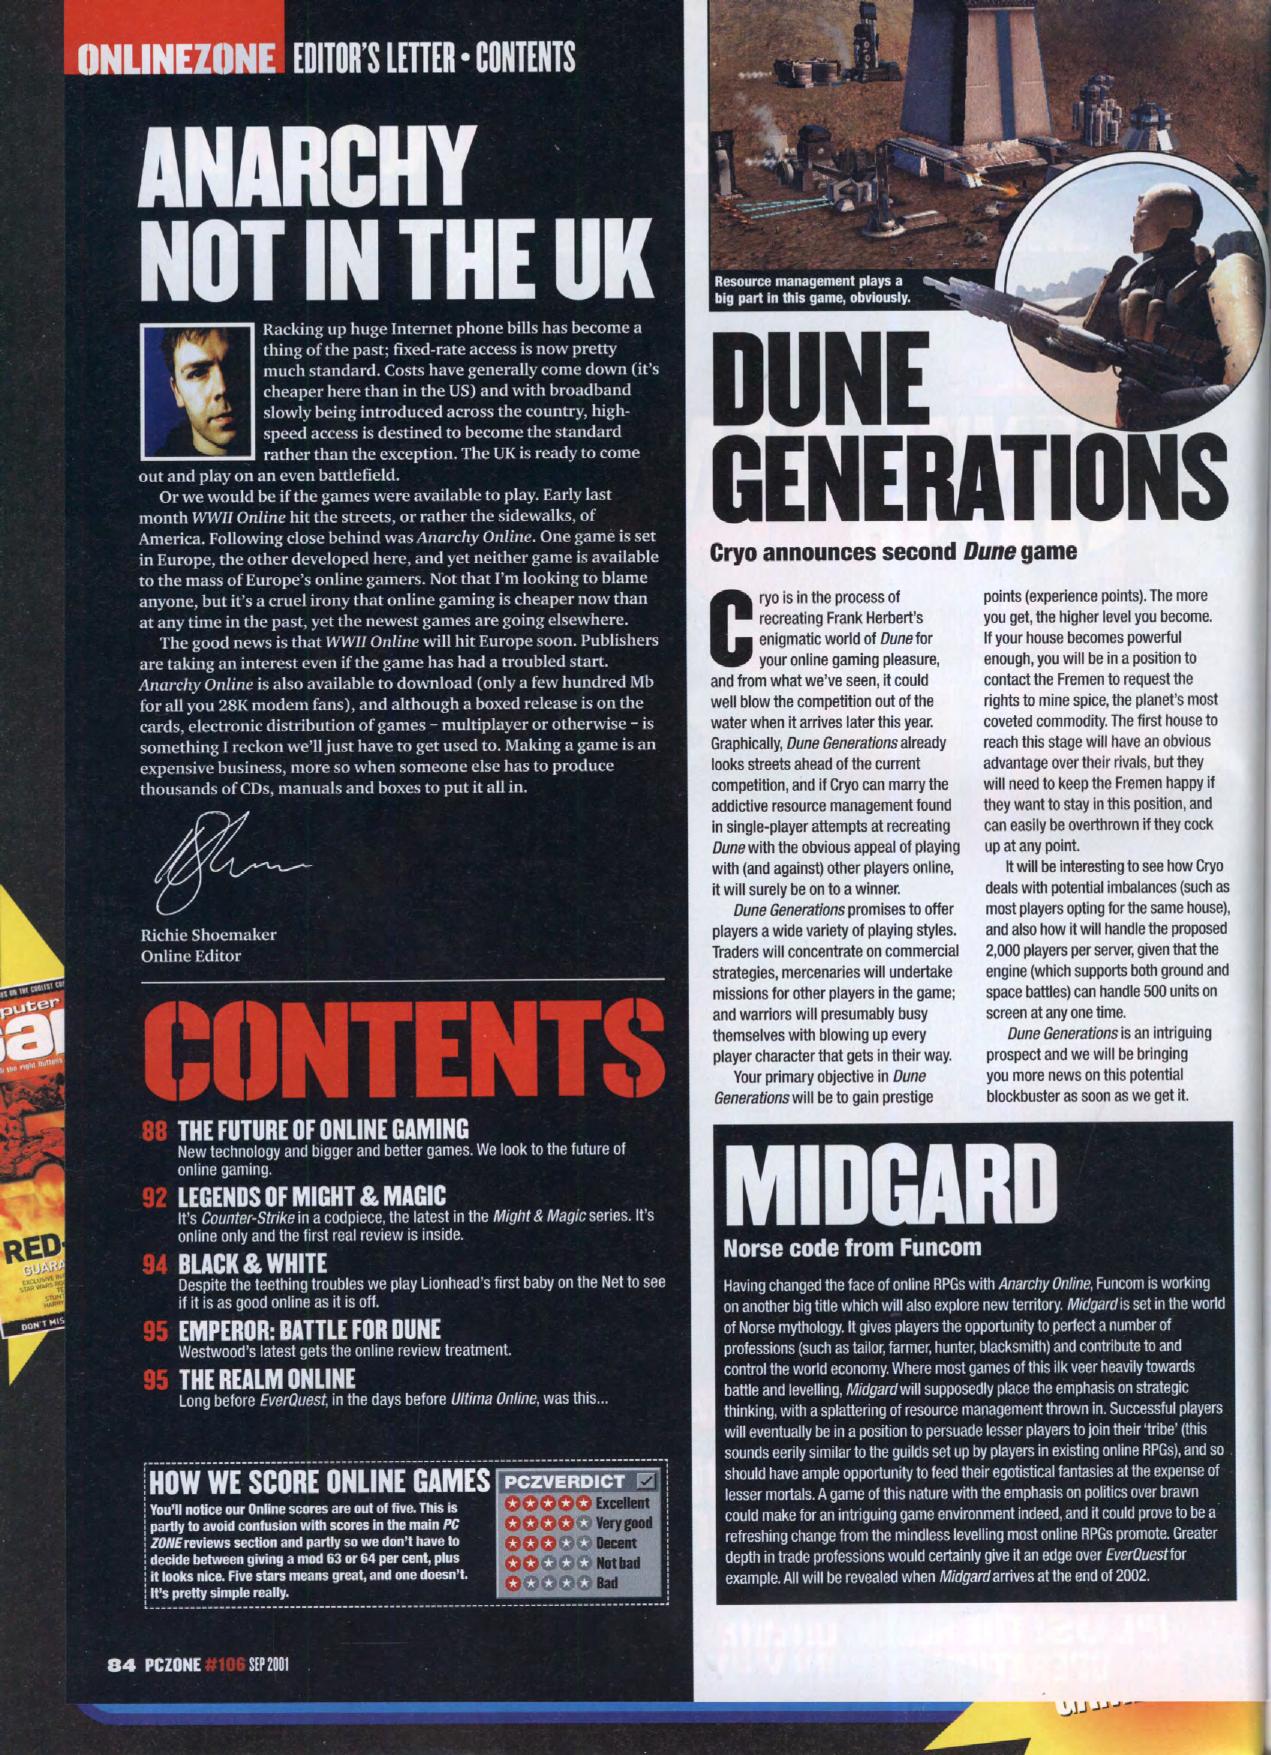 ONLINEZONE EDITOR'S LETTER • CONTENTS
ANARCHY
NOT IN THE UK
Racking up huge Internet phone bills has become a
thing of the past; fixed-rate access is now pretty
much standard. Costs have generally come down (it's
cheaper here than in the US) and with broadband
slowly being introduced across the country, high-
speed access is destined to become the standard
rather than the exception. The UK is ready to come
out and play on an even battlefield.
Or we would be if the games were available to play. Early last
month WWII Online hit the streets, or rather the sidewalks, of
America. Following close behind was Anarchy Online. One game is set
in Europe, the other developed here, and yet neither game is available
to the mass of Europe's online gamers. Not that I'm looking to blame
anyone, but it's a cruel irony that online gaming is cheaper now than
at any time in the past, yet the newest games are going elsewhere.
The good news is that WWII Online will hit Europe soon. Publishers
are taking an interest even if the game has had a troubled start.
Anarchy Online is also available to download (only a few hundred Mb
for all you 28K modem fans), and although a boxed release is on the
cards, electronic distribution of games – multiplayer or otherwise – is
something I reckon we'll just have to get used to. Making a game is an
expensive business, more so when someone else has to produce
thousands of CDs, manuals and boxes to put it all in.
Richie Shoemaker
Online Editor
CONTENTS
88 THE FUTURE OF ONLINE GAMING
New technology and bigger and better games. We look to the future of
online gaming.
92 LEGENDS OF MIGHT & MAGIC
It's Counter-Strike in a codpiece, the latest in the Might & Magic series. It's
online only and the first real review is inside.
94 BLACK & WHITE
Despite the teething troubles we play Lionhead's first baby on the Net to see
if it is as good online as it is off.
95 EMPEROR: BATTLE FOR DUNE
Westwood's latest gets the online review treatment.
95 THE REALM ONLINE
Long before EverQuest, in the days before Ultima Online, was this...
HOW WE SCORE ONLINE GAMES
You'll notice our Online scores are out of five. This is
partly to avoid confusion with scores in the main PC
ZONE reviews section and partly so we don't have to
decide between giving a mod 63 or 64 per cent, plus
it looks nice. Five stars means great, and one doesn't.
It's pretty simple really.
PCZVERDICT
Excellent
Very good
Decent
Not bad
Bad
84 PCZONE #106 SEP 2001
Resource management plays a
big part in this game, obviously.
DUNE
GENERATIONS
Cryo announces second Dune game
Cryo is in the process of
recreating Frank Herbert's
enigmatic world of Dune for
your online gaming pleasure,
and from what we've seen, it could
well blow the competition out of the
water when it arrives later this year.
Graphically, Dune Generations already
looks streets ahead of the current
competition, and if Cryo can marry the
addictive resource management found
in single-player attempts at recreating
Dune with the obvious appeal of playing
with (and against) other players online,
it will surely be on to a winner.
Dune Generations promises to offer
players a wide variety of playing styles.
Traders will concentrate on commercial
strategies, mercenaries will undertake
missions for other players in the game;
and warriors will presumably busy
themselves with blowing up every
player character that gets in their way.
Your primary objective in Dune
Generations will be to gain prestige
points (experience points). The more
you get, the higher level you become.
If your house becomes powerful
enough, you will be in a position to
contact the Fremen to request the
rights to mine spice, the planet's most
coveted commodity. The first house to
reach this stage will have an obvious
advantage over their rivals, but they
will need to keep the Fremen happy if
they want to stay in this position, and
can easily be overthrown if they cock
up at any point.
It will be interesting to see how Cryo
deals with potential imbalances (such as
most players opting for the same house),
and also how it will handle the proposed
2,000 players per server, given that the
engine (which supports both ground and
space battles) can handle 500 units on
screen at any one time.
Dune Generations is an intriguing
prospect and we will be bringing
you more news on this potential
blockbuster as soon as we get it.
MIDGARD
Norse code from Funcom
Having changed the face of online RPGs with Anarchy Online, Funcom is working
on another big title which will also explore new territory. Midgard is set in the world
of Norse mythology. It gives players the opportunity to perfect a number of
professions (such as tailor, farmer, hunter, blacksmith) and contribute to and
control the world economy. Where most games of this ilk veer heavily towards
battle and levelling, Midgard will supposedly place the emphasis on strategic
thinking, with a splattering of resource management thrown in. Successful players
will eventually be in a position to persuade lesser players to join their 'tribe' (this
sounds eerily similar to the guilds set up by players in existing online RPGs), and so
should have ample opportunity to feed their egotistical fantasies at the expense of
lesser mortals. A game of this nature with the emphasis on politics over brawn
could make for an intriguing game environment indeed, and it could prove to be a
refreshing change from the mindless levelling most online RPGs promote. Greater
depth in trade professions would certainly give it an edge over EverQuest for
example. All will be revealed when Midgard arrives at the end of 2002.